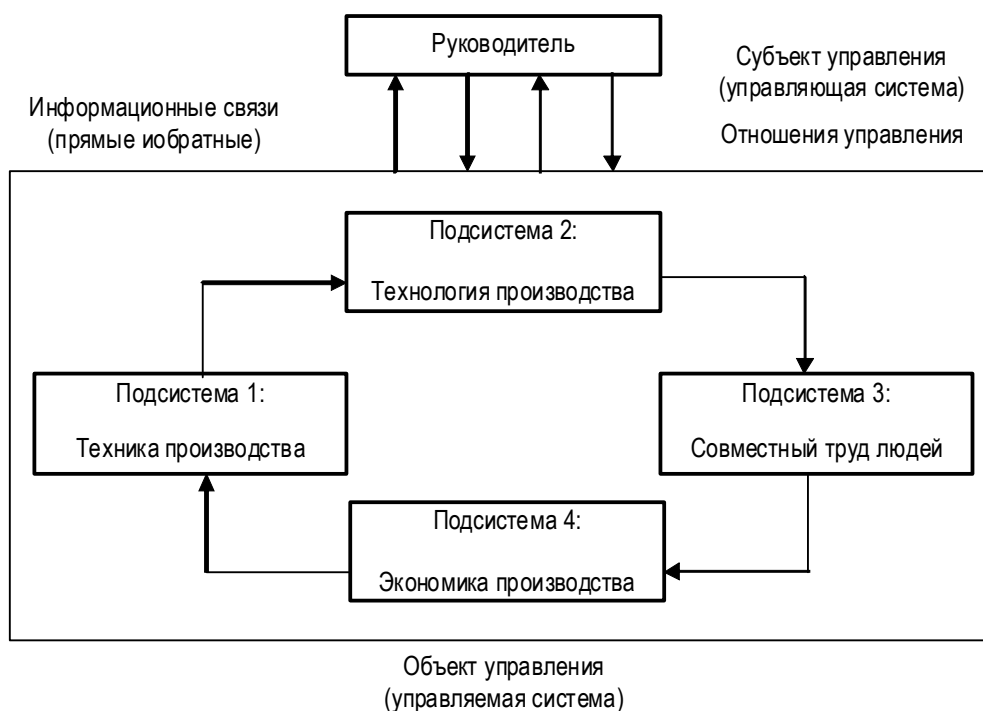 Руководитель
Субъект управления
(управляющая система)
Информационные связи
(прямые иобратные)
Отношения управления
Подсистема 2:
Технология производства
Подсистема 1:
Техника производства
Подсистема 3:
Совместный труд людей
Подсистема 4:
Экономика производства
Объект управления
(управляемая система)